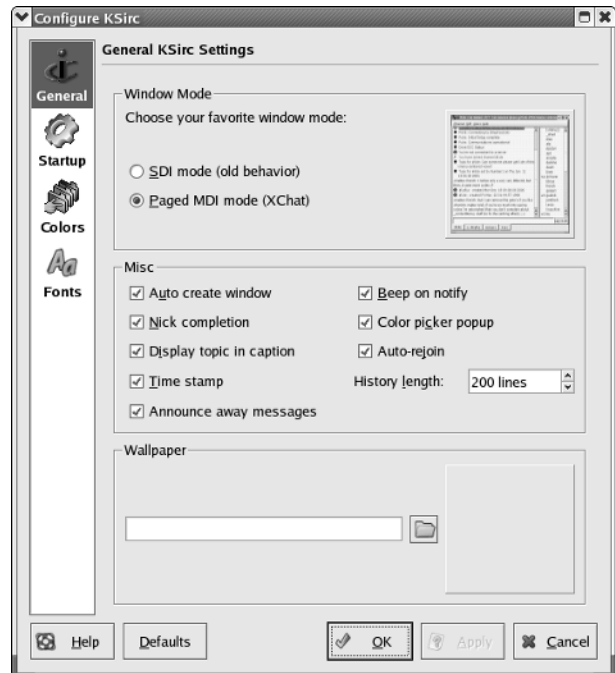 Configure KSirc
General KSirc Settings
General
Startup
Colors
Fonts
Window Mode
Choose your favorite window mode:
SDI mode (old behavior)
Paged MDI mode (XChat)
Misc
Auto create window
Beep on notify
Nick completion
Color picker popup
Display topic in caption
Auto-rejoin
Time stamp
History length: 200 lines
Announce away messages
Wallpaper
Help
Defaults
OK
Apply
Cancel